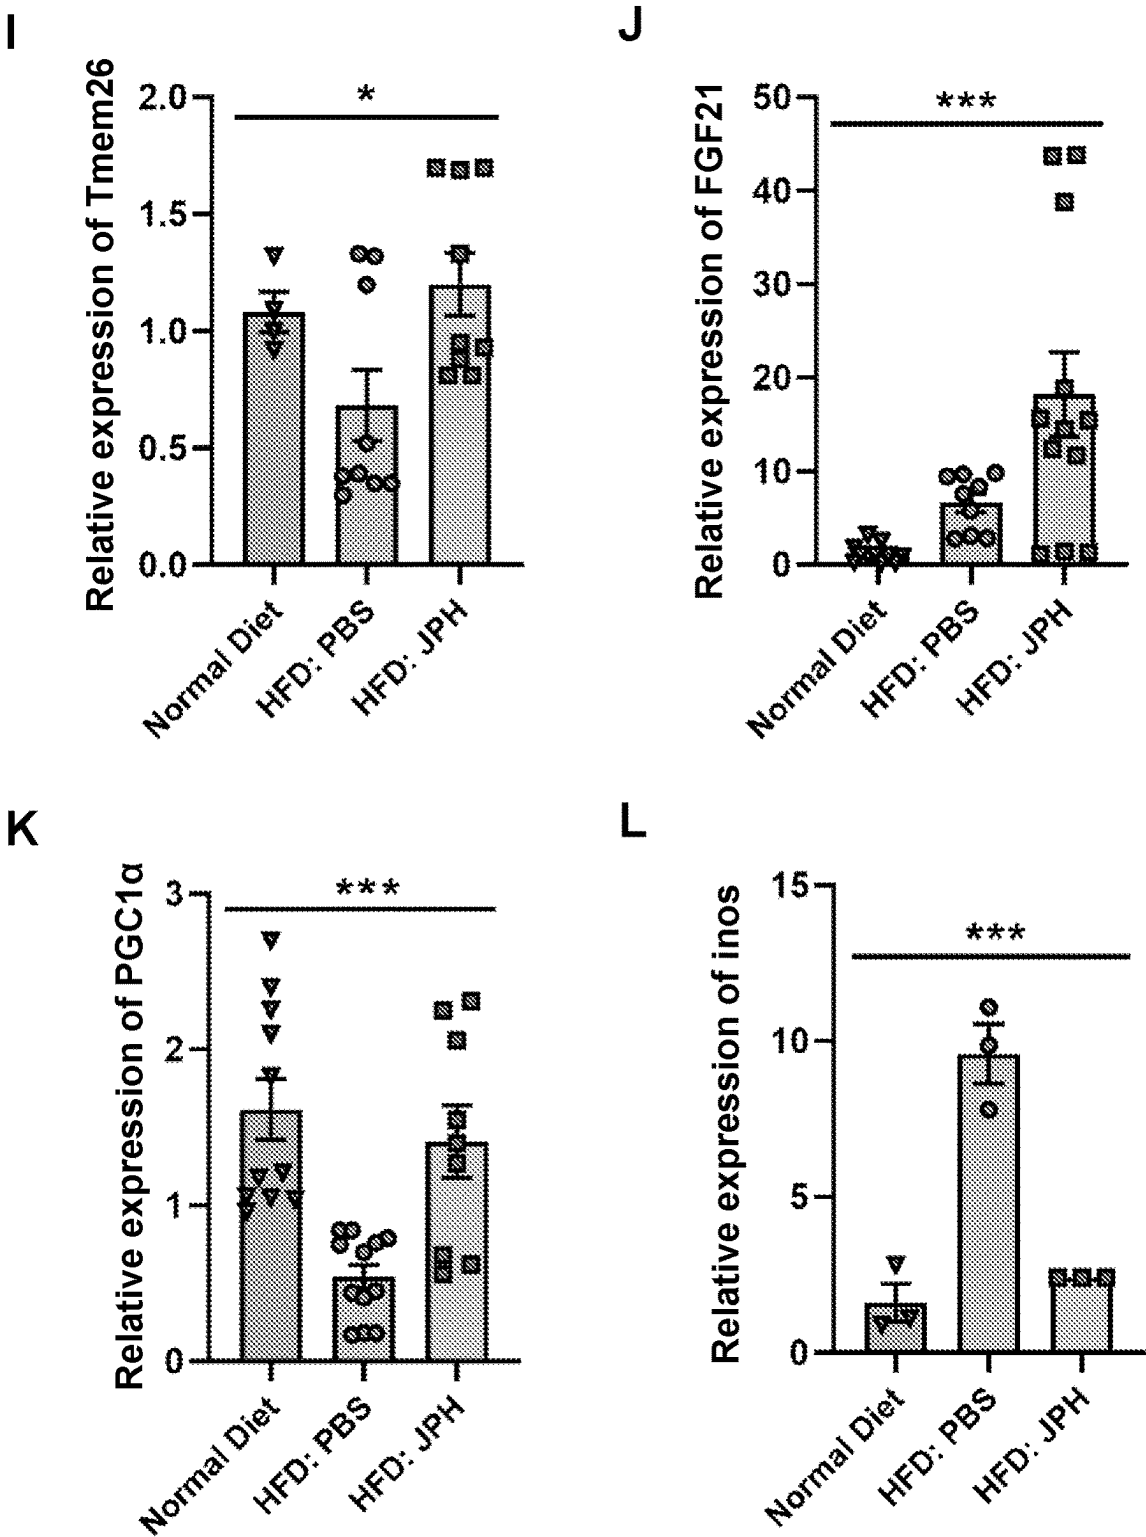 I
Relative expression of Tmem26
2.0
1.5
1.0
0.5
0.0
*
Normal Diet
HFD: PBS
HFD: JPH
J
Relative expression of FGF21
50
40
30
20
10
0
***
Normal Diet
HFD: PBS
HFD: JPH
K
Relative expression of PGC1α
3
2
1
0
***
Normal Diet
HFD: PBS
HFD: JPH
L
Relative expression of inos
15
10
5
0
***
Normal Diet
HFD: PBS
HFD: JPH